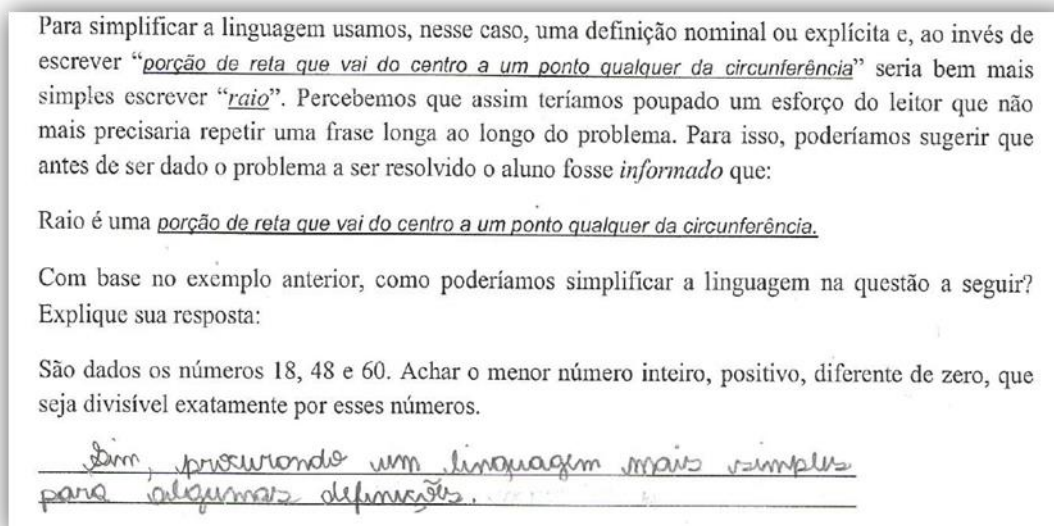 Para simplificar a linguagem usamos, nesse caso, uma definição nominal ou explícita e, ao invés de
escrever “porção de reta que vai do centro a um ponto qualquer da circunferência” seria bem mais
simples escrever “raio”. Percebemos que assim teríamos poupado um esforço do leitor que não
mais precisaria repetir uma frase longa ao longo do problema. Para isso, poderíamos sugerir que
antes de ser dado o problema a ser resolvido o aluno fosse informado que:
Raio é uma porção de reta que vai do centro a um ponto qualquer da circunferência.
Com base no exemplo anterior, como poderíamos simplificar a linguagem na questão a seguir?
Explique sua resposta:
São dados os números 18, 48 e 60. Achar o menor número inteiro, positivo, diferente de zero, que
seja divisível exatamente por esses números.
Sim, procurando um linguagem mais simples
para algumas definições.